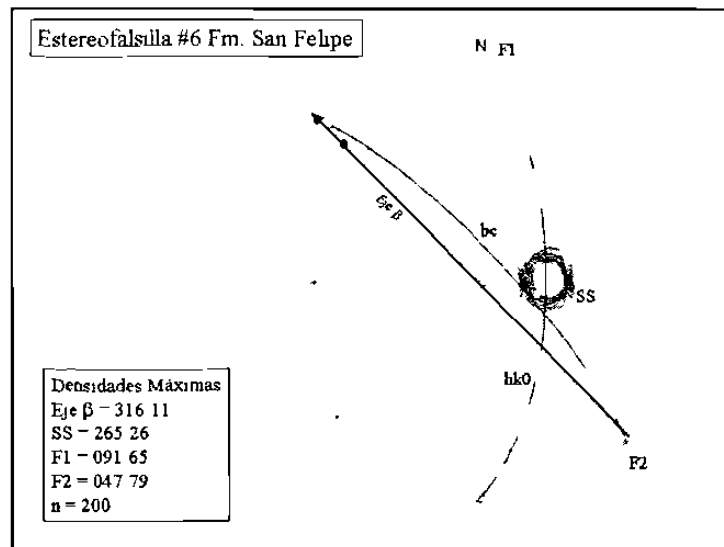 Estereofalsilla #6 Fm. San Felipe
N F1
Eje β
bc
SS
hk0
F2
Densidades Máximas
Eje β = 316 11
SS = 265 26
F1 = 091 65
F2 = 047 79
n = 200